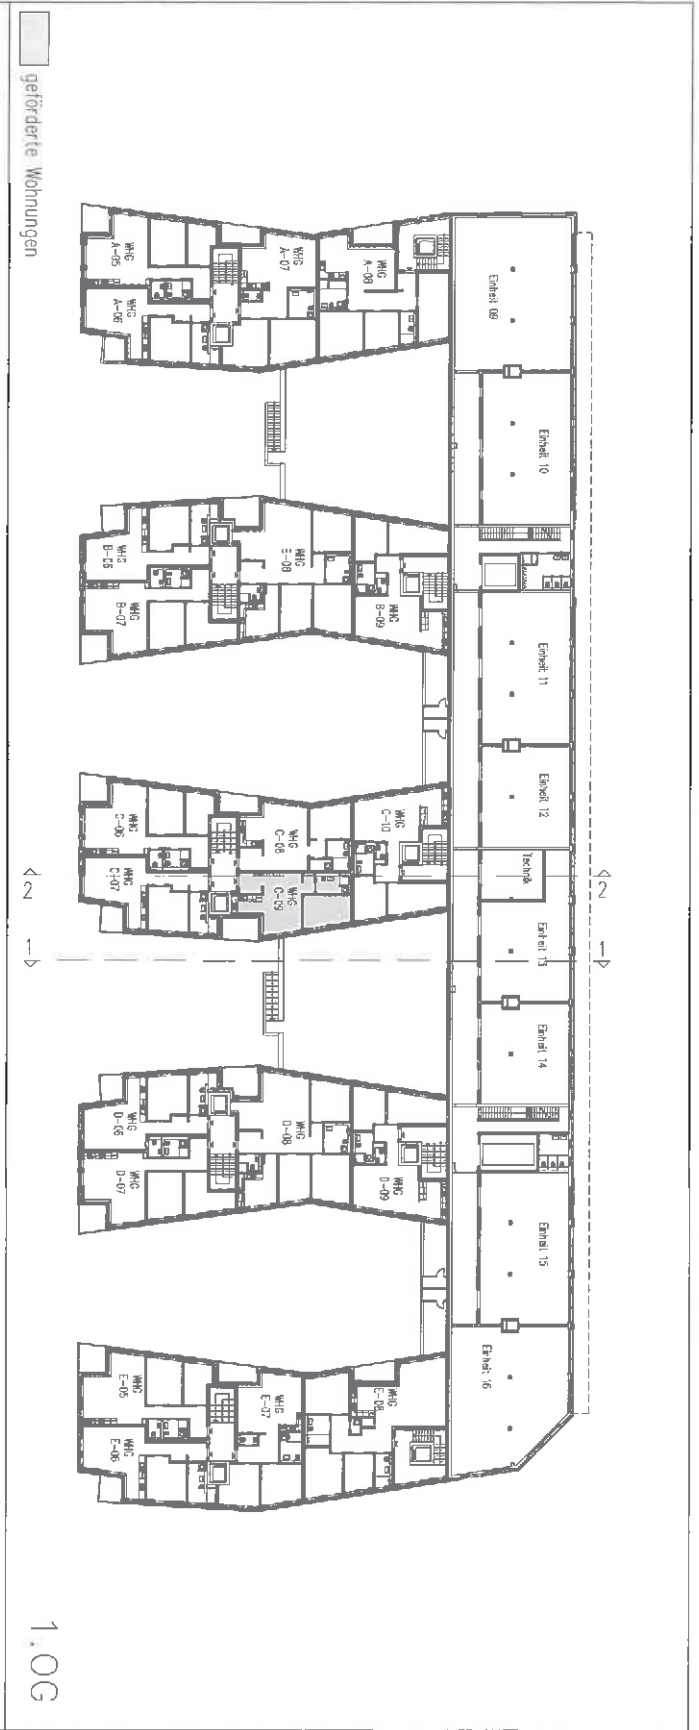 geförderte Wohnungen
1.OG
Einheit 09
Einheit 10
Einheit 11
Einheit 12
Technik
Einheit 13
Einheit 14
Einheit 15
Einheit 16
WHG
A-05
WHG
A-06
WHG
A-07
WHG
A-08
WHG
B-06
WHG
B-07
WHG
B-08
WHG
B-09
WHG
C-06
WHG
C-07
WHG
C-08
WHG
C-09
WHG
C-10
WHG
D-06
WHG
D-07
WHG
D-08
WHG
D-09
WHG
E-05
WHG
E-06
WHG
E-07
WHG
E-08
2
2
1
1